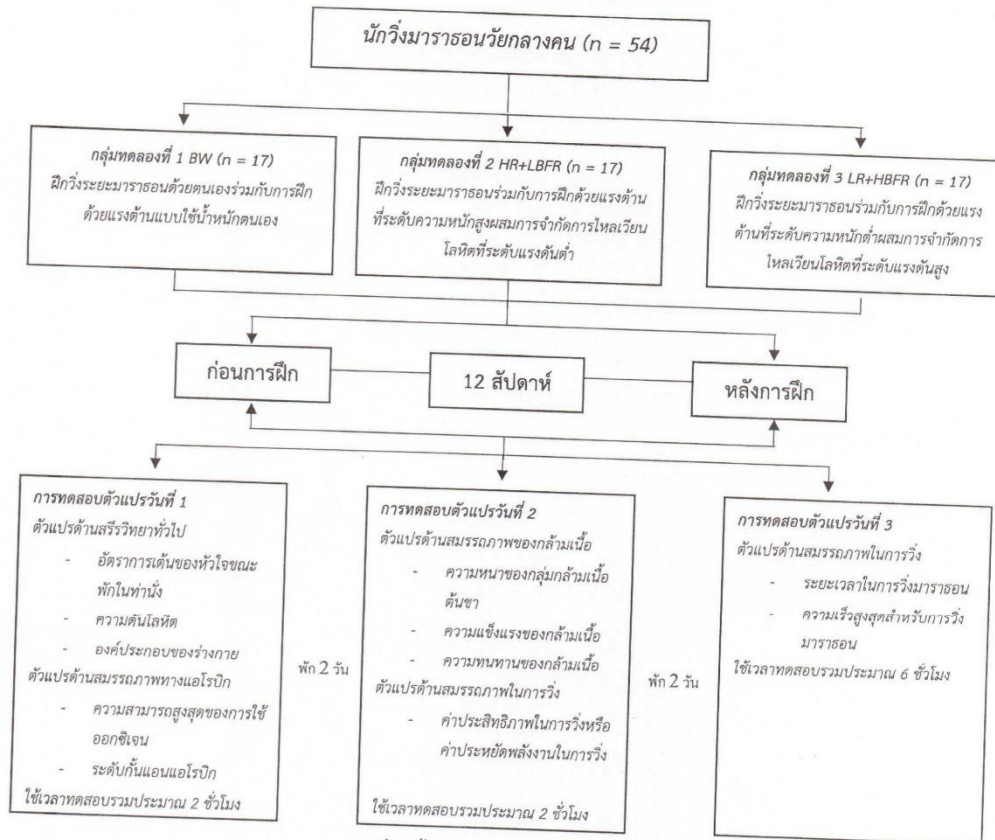 นักวิ่งมาราธอนวัยกลางคน (n = 54)
กลุ่มทดลองที่ 1 BW (n = 17)
ฝึกวิ่งระยะมาราธอนด้วยตนเองร่วมกับการฝึก
ด้วยแรงต้านแบบใช้น้ำหนักตนเอง
กลุ่มทดลองที่ 2 HR+LBFR (n = 17)
ฝึกวิ่งระยะมาราธอนร่วมกับการฝึกด้วยแรงต้าน
ที่ระดับความหนักสูงผสมการจำกัดการไหลเวียน
โลหิตที่ระดับแรงดันต่ำ
กลุ่มทดลองที่ 3 LR+HBFR (n = 17)
ฝึกวิ่งระยะมาราธอนร่วมกับการฝึกด้วยแรง
ต้านที่ระดับความหนักต่ำผสมการจำกัดการ
ไหลเวียนโลหิตที่ระดับแรงดันสูง
ก่อนการฝึก
12 สัปดาห์
หลังการฝึก
การทดสอบตัวแปรวันที่ 1
ตัวแปรด้านสรีรวิทยาทั่วไป
- อัตราการเต้นของหัวใจขณะ
พักในท่านั่ง
- ความดันโลหิต
- องค์ประกอบของร่างกาย
ตัวแปรด้านสมรรถภาพทางแอโรบิก
- ความสามารถสูงสุดของการใช้
ออกซิเจน
- ระดับกั้นแอนแอโรบิก
ใช้เวลาทดสอบรวมประมาณ 2 ชั่วโมง
พัก 2 วัน
การทดสอบตัวแปรวันที่ 2
ตัวแปรด้านสมรรถภาพของกล้ามเนื้อ
- ความหนาของกลุ่มกล้ามเนื้อ
ต้นขา
- ความแข็งแรงของกล้ามเนื้อ
- ความทนทานของกล้ามเนื้อ
ตัวแปรด้านสมรรถภาพในการวิ่ง
- ค่าประสิทธิภาพในการวิ่งหรือ
ค่าประหยัดพลังงานในการวิ่ง
ใช้เวลาทดสอบรวมประมาณ 2 ชั่วโมง
พัก 2 วัน
การทดสอบตัวแปรวันที่ 3
ตัวแปรด้านสมรรถภาพในการวิ่ง
- ระยะเวลาในการวิ่งมาราธอน
- ความเร็วสูงสุดสำหรับการวิ่ง
มาราธอน
ใช้เวลาทดสอบรวมประมาณ 6 ชั่วโมง